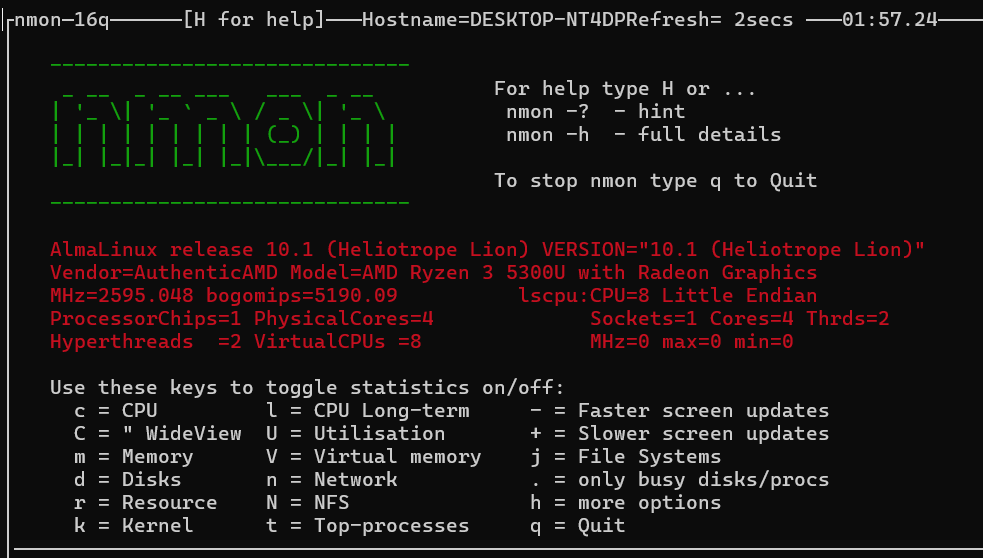 nmon-16q [H for help] Hostname=DESKTOP-NT4DPRefresh= 2secs 01:57.24
nmon
For help type H or ...
nmon -? - hint
nmon -h - full details
To stop nmon type q to Quit
AlmaLinux release 10.1 (Heliotrope Lion) VERSION="10.1 (Heliotrope Lion)"
Vendor=AuthenticAMD Model=AMD Ryzen 3 5300U with Radeon Graphics
MHz=2595.048 bogomips=5190.09 lscpu:CPU=8 Little Endian
ProcessorChips=1 PhysicalCores=4 Sockets=1 Cores=4 Thrds=2
Hyperthreads =2 VirtualCPUs =8 MHz=0 max=0 min=0
Use these keys to toggle statistics on/off:
c = CPU l = CPU Long-term - = Faster screen updates
C = " WideView U = Utilisation + = Slower screen updates
m = Memory V = Virtual memory j = File Systems
d = Disks n = Network . = only busy disks/procs
r = Resource N = NFS h = more options
k = Kernel t = Top-processes q = Quit